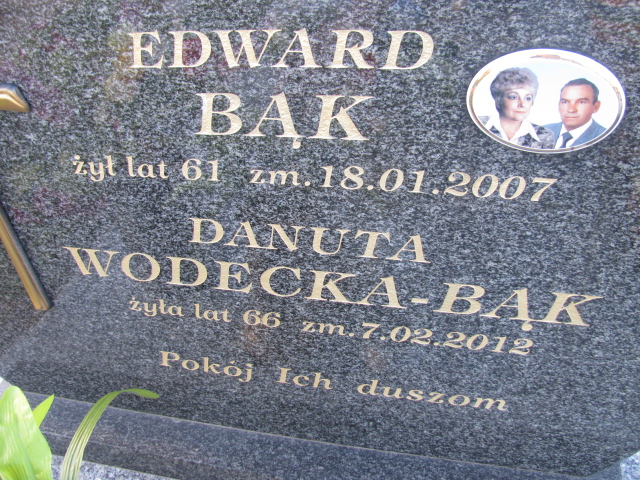 EDWARD
BĄK
żył lat 61 zm.18.01.2007
DANUTA
WODECKA-BĄK
żyła lat 66 zm.7.02.2012
Pokój Ich duszom